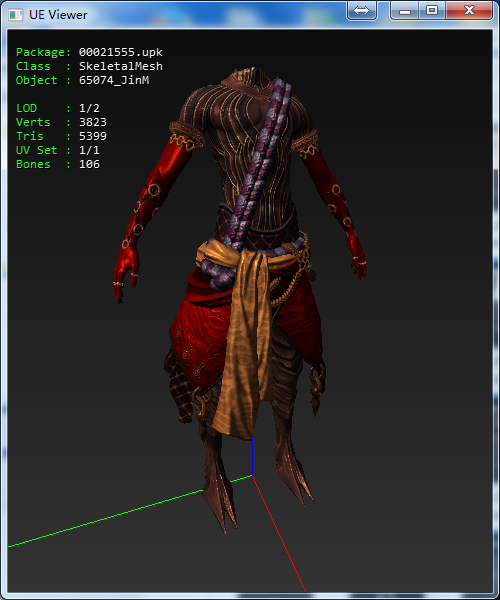 UE Viewer
Package: 00021555.upk
Class : SkeletalMesh
Object : 65074_JinM
LOD : 1/2
Verts : 3823
Tris : 5399
UV Set : 1/1
Bones : 106